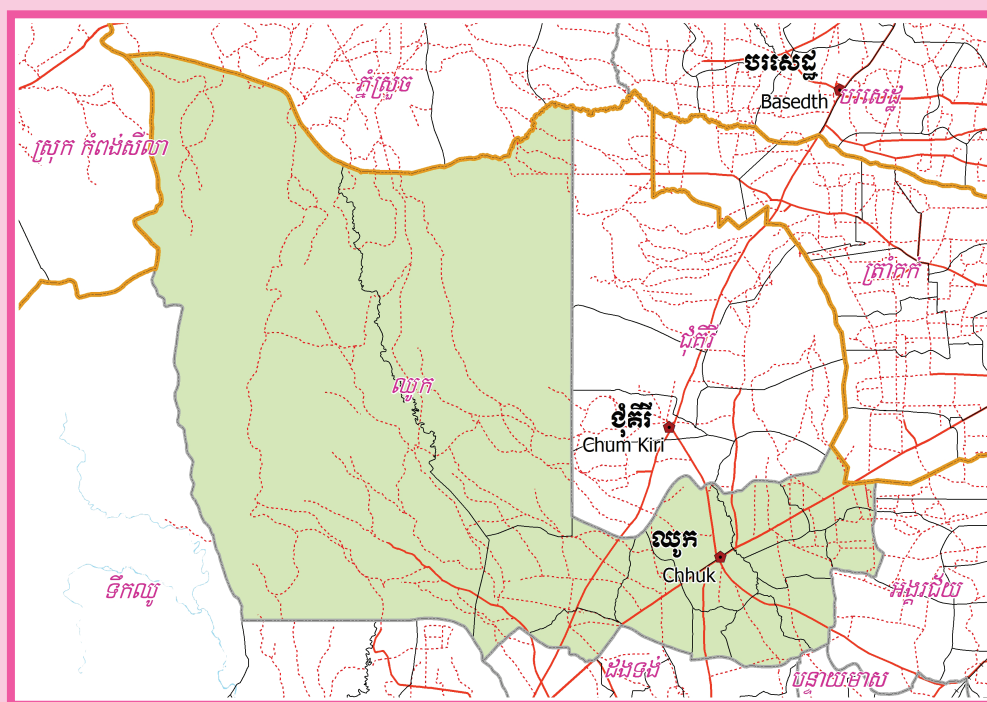 បរសេដ្ឋ
Basedth
បរសេដ្ឋ
ភ្នំស្រួច
ស្រុក កំពង់សីលា
ត្រាំកក់
ជុំគីរី
ឈូក
ជុំគិរី
Chum Kiri
ឈូក
Chhuk
ទឹកឈូ
អង្គរជ័យ
ដងទង់
បន្ទាយមាស